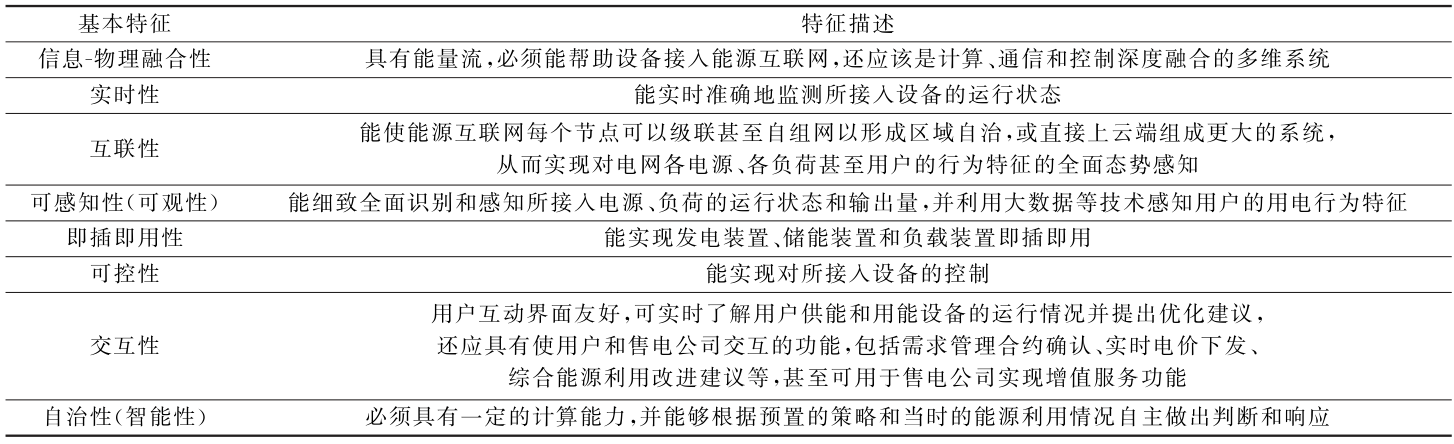 基本特征 特征描述
信息-物理融合性 具有能量流,必须能帮助设备接入能源互联网,还应该是计算、通信和控制深度融合的多维系统
实时性 能实时准确地监测所接入设备的运行状态
互联性 能使能源互联网每个节点可以级联甚至自组网以形成区域自治,或直接上云端组成更大的系统,
从而实现对电网各电源、各负荷甚至用户的行为特征的全面态势感知
可感知性(可观性) 能细致全面识别和感知所接入电源、负荷的运行状态和输出量,并利用大数据等技术感知用户的用电行为特征
即插即用性 能实现发电装置、储能装置和负载装置即插即用
可控性 能实现对所接入设备的控制
交互性 用户互动界面友好,可实时了解用户供能和用能设备的运行情况并提出优化建议,
还应具有使用户和售电公司交互的功能,包括需求管理合约确认、实时电价下发、
综合能源利用改进建议等,甚至可用于售电公司实现增值服务功能
自治性(智能性) 必须具有一定的计算能力,并能够根据预置的策略和当时的能源利用情况自主做出判断和响应